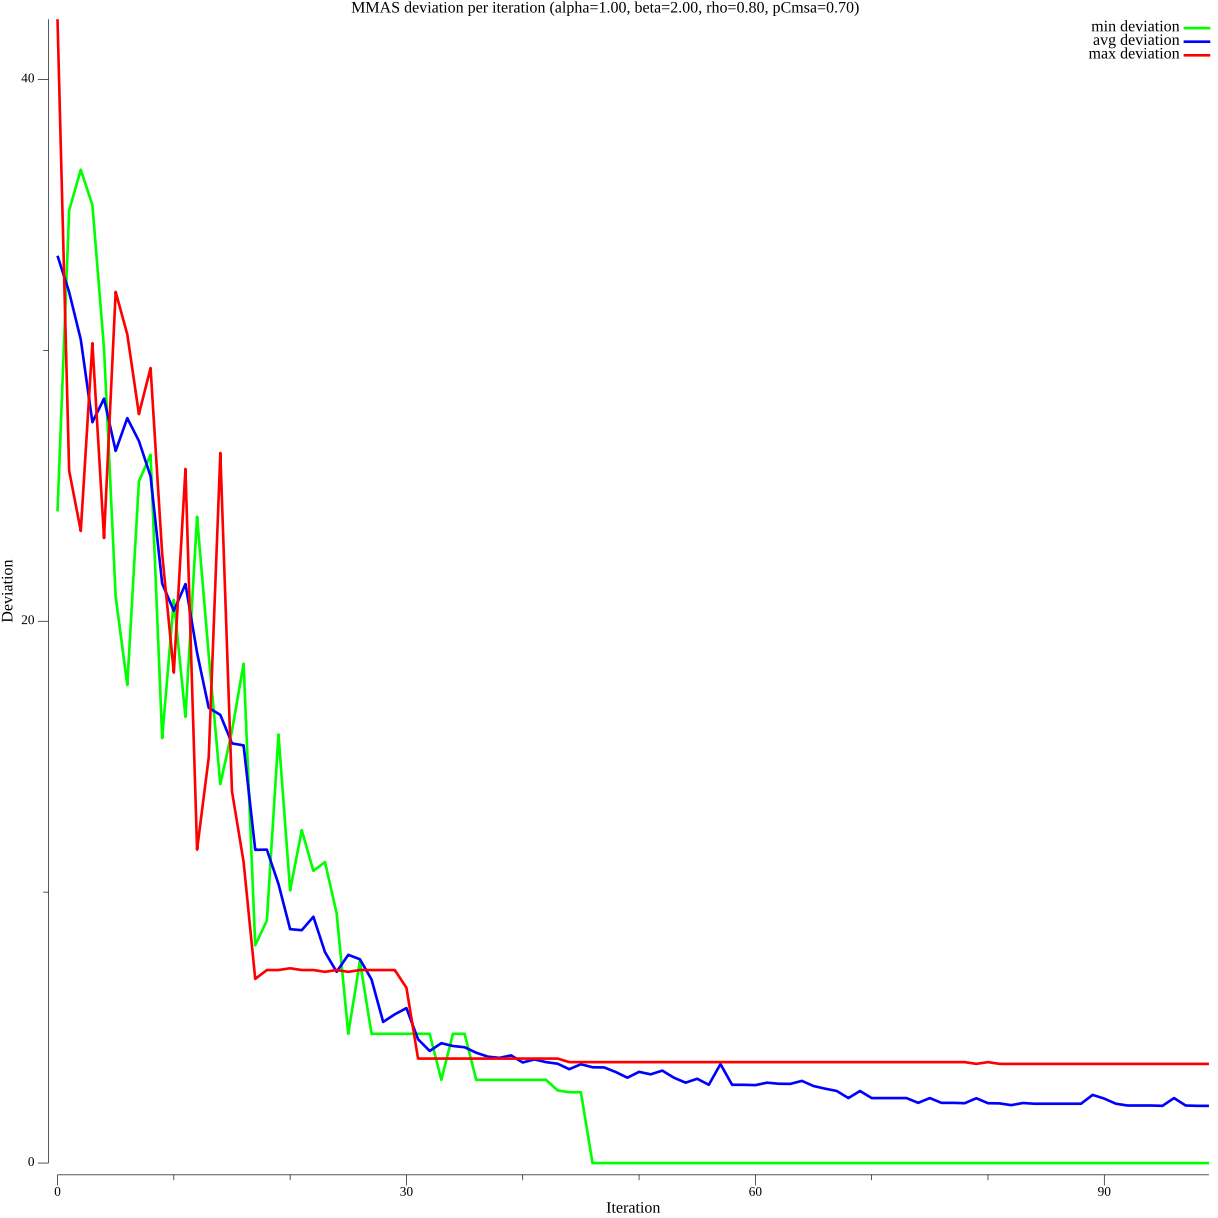 MMAS deviation per iteration (alpha=1.00, beta=2.00, rho=0.80, pCmsa=0.70)
min deviation
avg deviation
max deviation
40
20
0
Deviation
0
30
60
90
Iteration